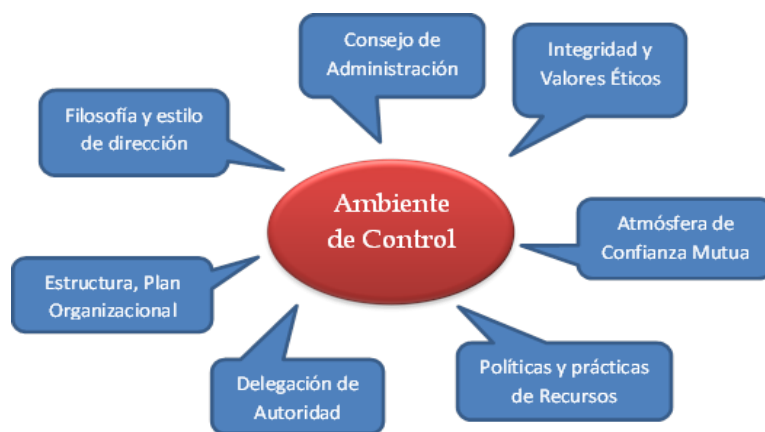 Consejo de
Administración
Integridad y
Valores Éticos
Filosofía y estilo
de dirección
Ambiente
de Control
Atmósfera de
Confianza Mutua
Estructura, Plan
Organizacional
Políticas y prácticas
de Recursos
Delegación de
Autoridad